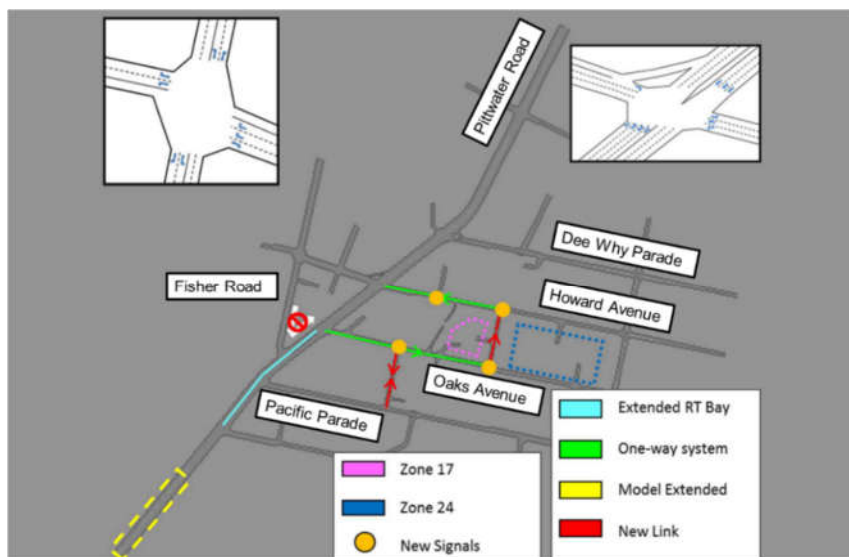 Pittwater Road
Dee Why Parade
Fisher Road
Howard Avenue
Oaks Avenue
Pacific Parade
Zone 17
Zone 24
New Signals
Extended RT Bay
One-way system
Model Extended
New Link